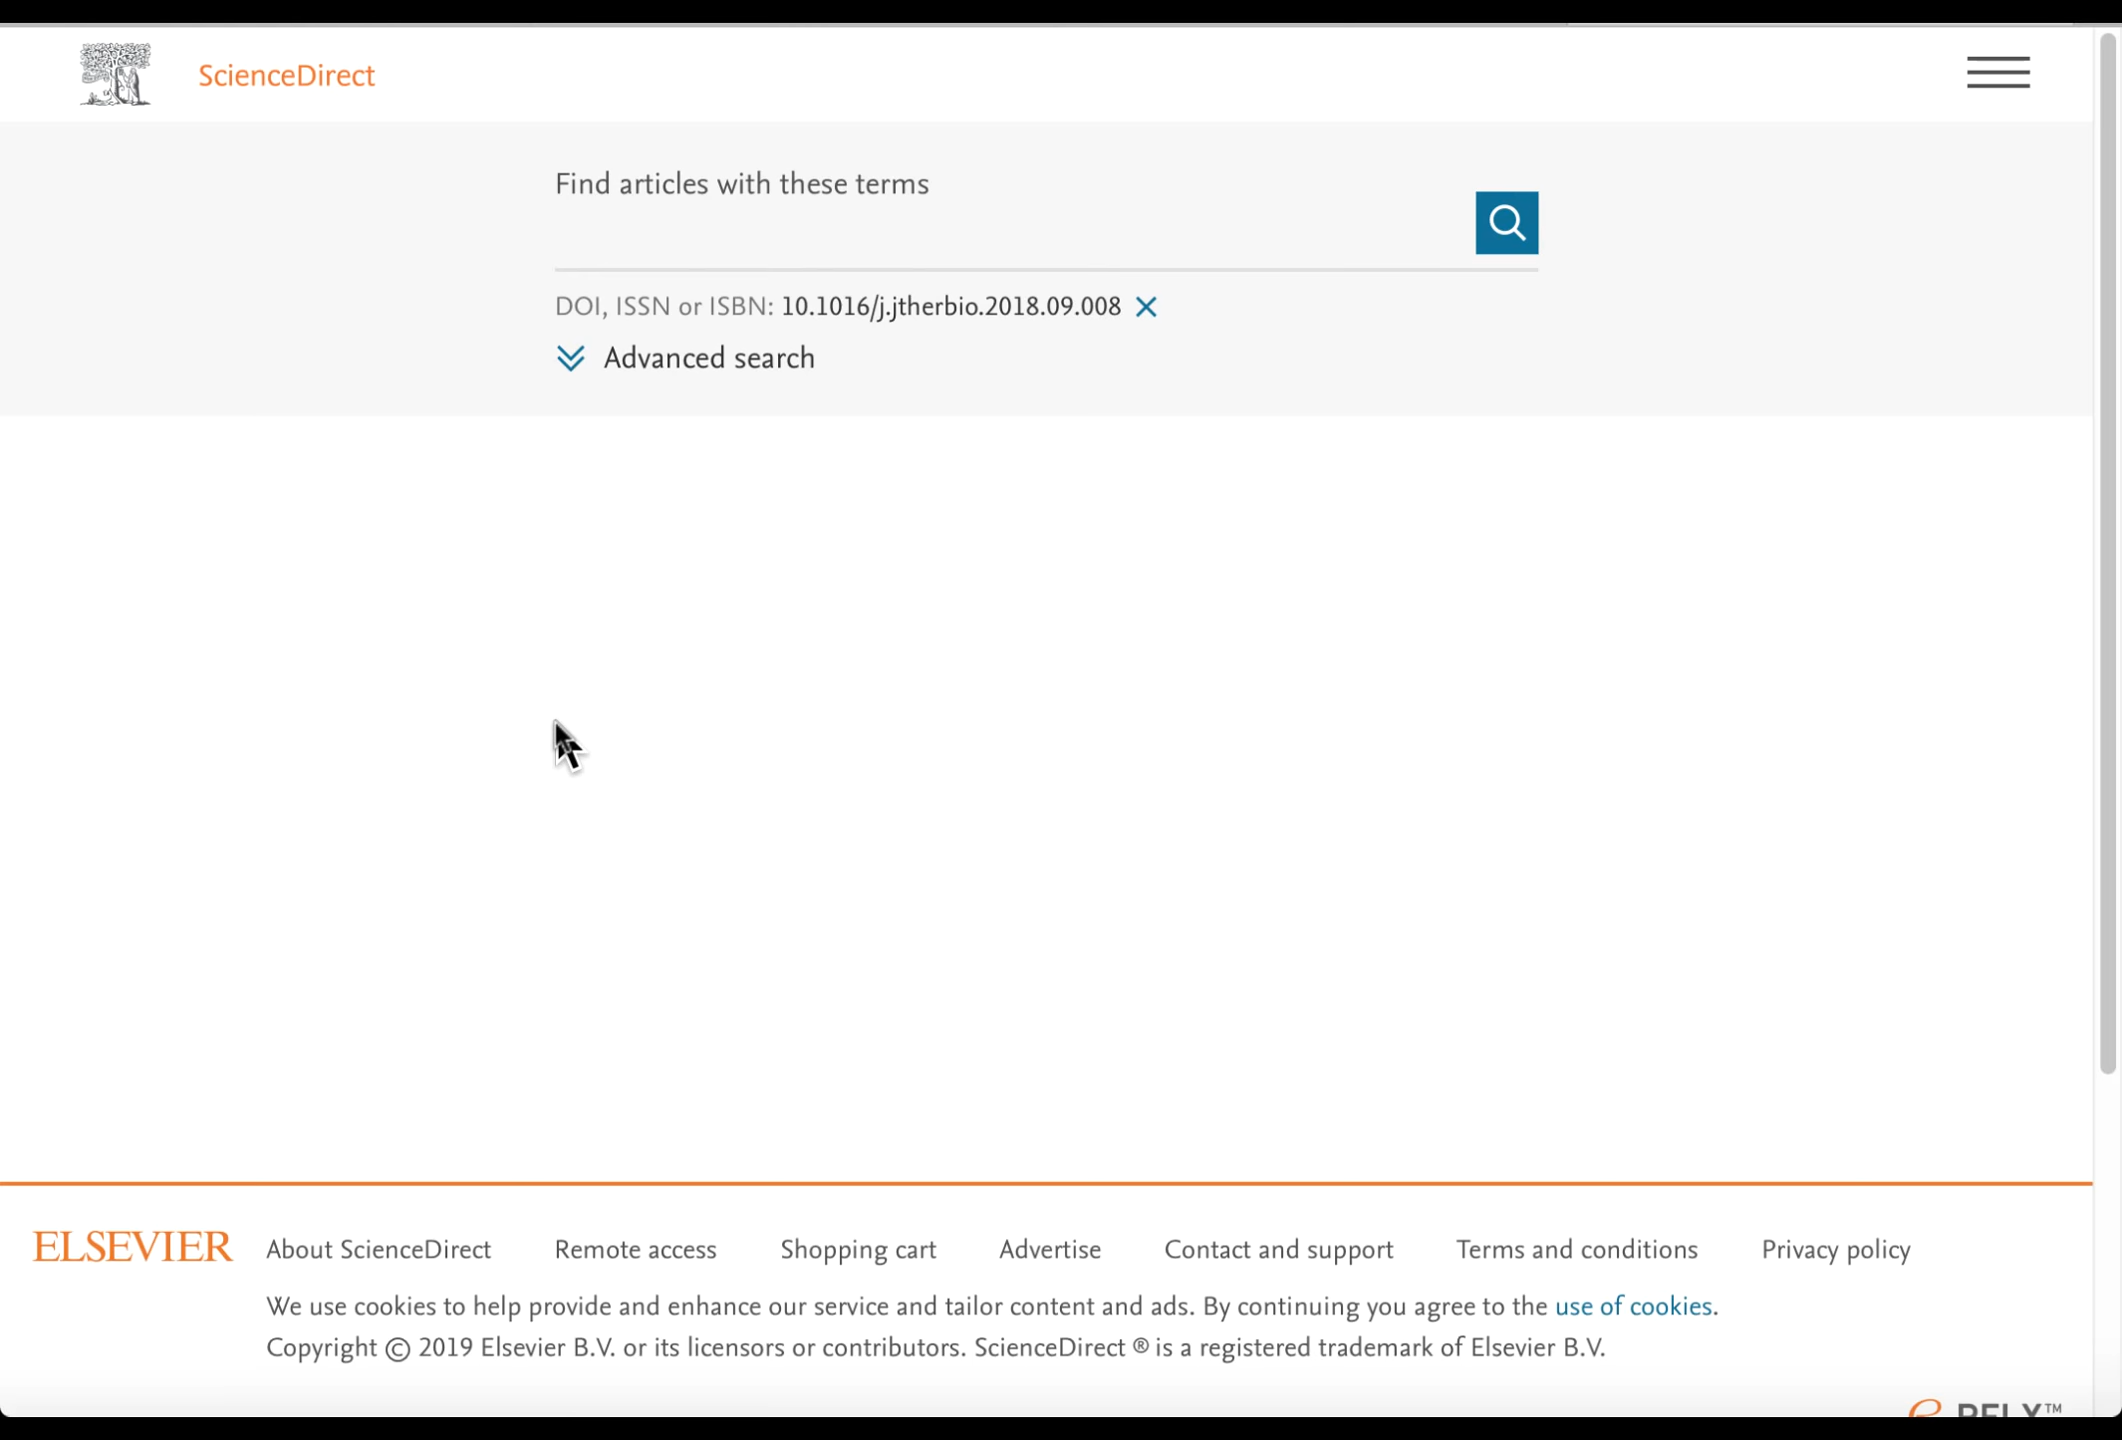 ScienceDirect
Find articles with these terms
DOI, ISSN or ISBN: 10.1016/j.jtherbio.2018.09.008
Advanced search
ELSEVIER
About ScienceDirect Remote access Shopping cart Advertise Contact and support Terms and conditions Privacy policy
We use cookies to help provide and enhance our service and tailor content and ads. By continuing you agree to the use of cookies.
Copyright © 2019 Elsevier B.V. or its licensors or contributors. ScienceDirect ® is a registered trademark of Elsevier B.V.
RELX™